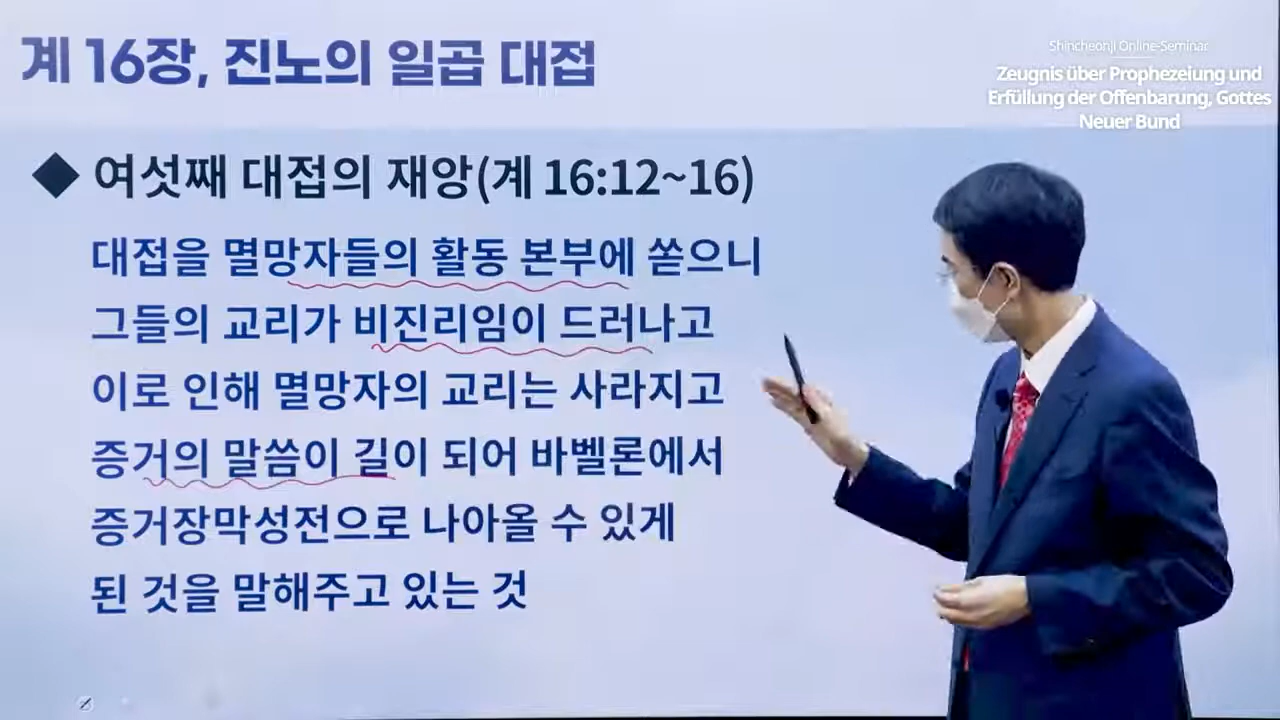 계 16장, 진노의 일곱 대접
Shincheonji Online-Seminar
Zeugnis über Prophezeiung und
Erfüllung der Offenbarung, Gottes
Neuer Bund
◆ 여섯째 대접의 재앙(계 16:12~16)
대접을 멸망자들의 활동 본부에 쏟으니
그들의 교리가 비진리임이 드러나고
이로 인해 멸망자의 교리는 사라지고
증거의 말씀이 길이 되어 바벨론에서
증거장막성전으로 나아올 수 있게
된 것을 말해주고 있는 것